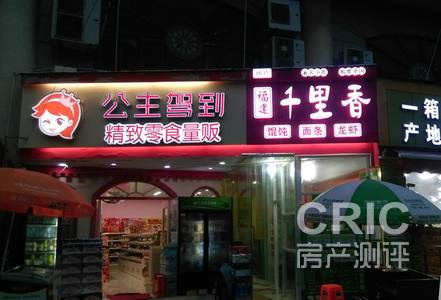 公主驾到
精致零食量贩
福建
千里香
馄饨 面条 龙虾
一箱
产地
CRIC
房产测评